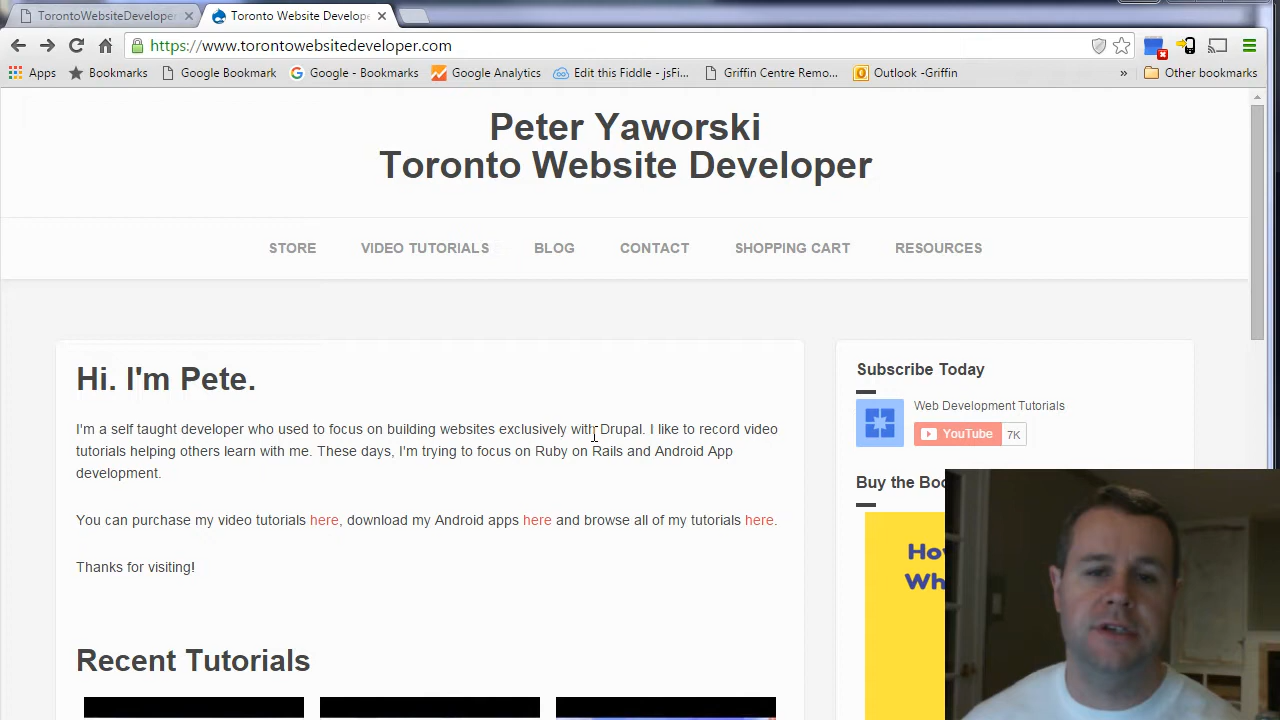 TorontoWebsiteDeveloper
Toronto Website Develope
https://www.torontowebsitedeveloper.com
Apps
Bookmarks
Google Bookmark
Google - Bookmarks
Google Analytics
Edit this Fiddle - jsFi...
Griffin Centre Remo...
Outlook -Griffin
»
Other bookmarks
Peter Yaworski
Toronto Website Developer
STORE
VIDEO TUTORIALS
BLOG
CONTACT
SHOPPING CART
RESOURCES
Hi. I'm Pete.
I'm a self taught developer who used to focus on building websites exclusively with Drupal. I like to record video
tutorials helping others learn with me. These days, I'm trying to focus on Ruby on Rails and Android App
development.
You can purchase my video tutorials here, download my Android apps here and browse all of my tutorials here.
Thanks for visiting!
Recent Tutorials
Subscribe Today
Web Development Tutorials
YouTube
7K
Buy the Boo
Ho
Wh